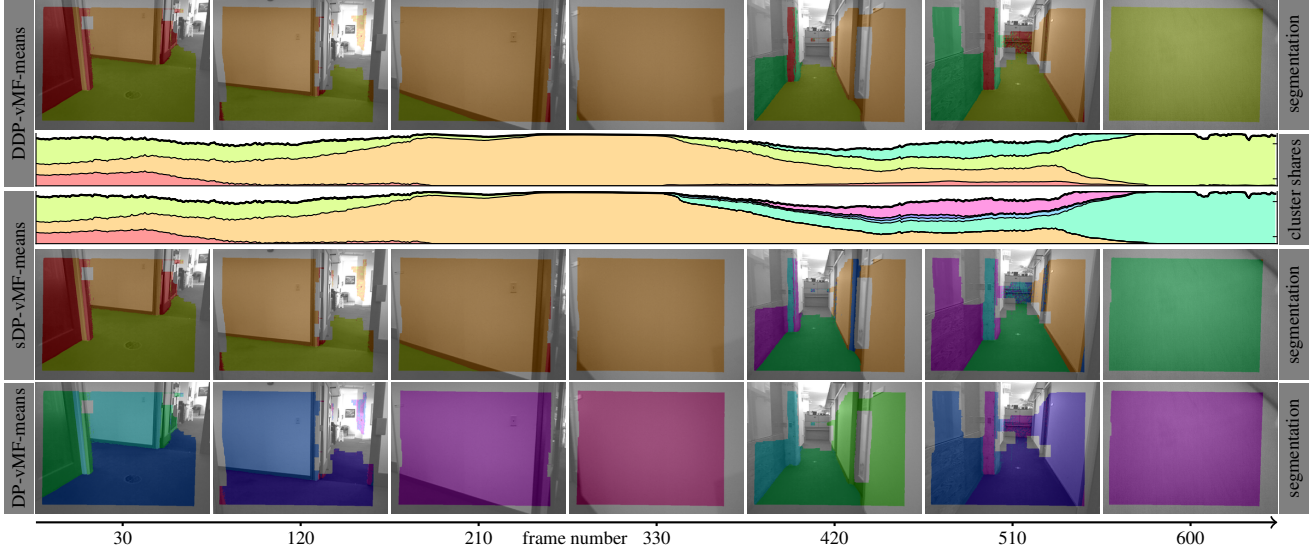 DDP-vMF-means
segmentation
cluster shares
sDP-vMF-means
segmentation
DP-vMF-means
segmentation
30 120 210 frame number 330 420 510 600